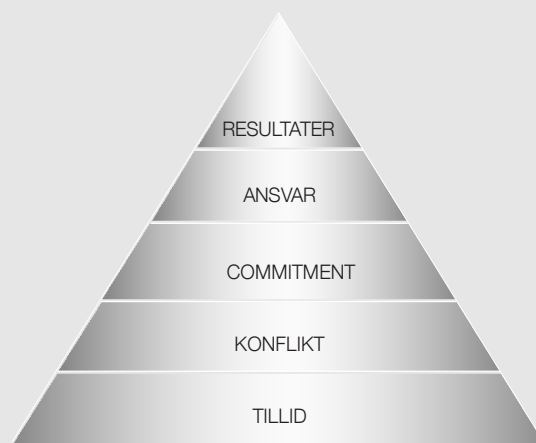 RESULTATER
ANSVAR
COMMITMENT
KONFLIKT
TILLID